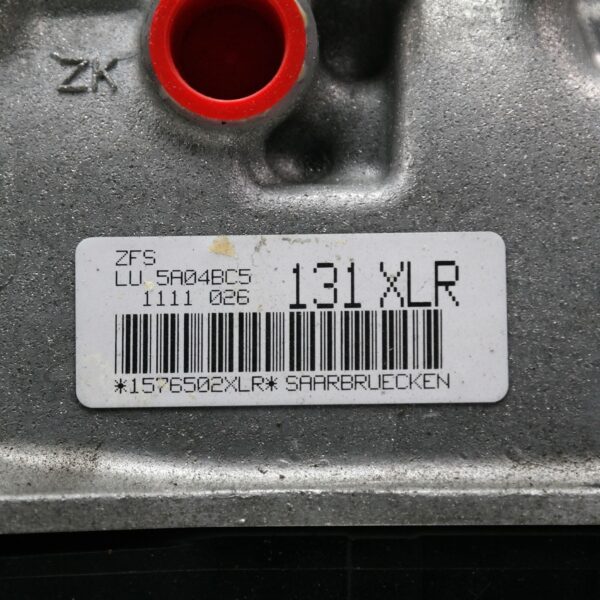 ZK
ZFS
LU 5A04BC5
1111 026
131 XLR
*1576502XLR* SAARBRUECKEN